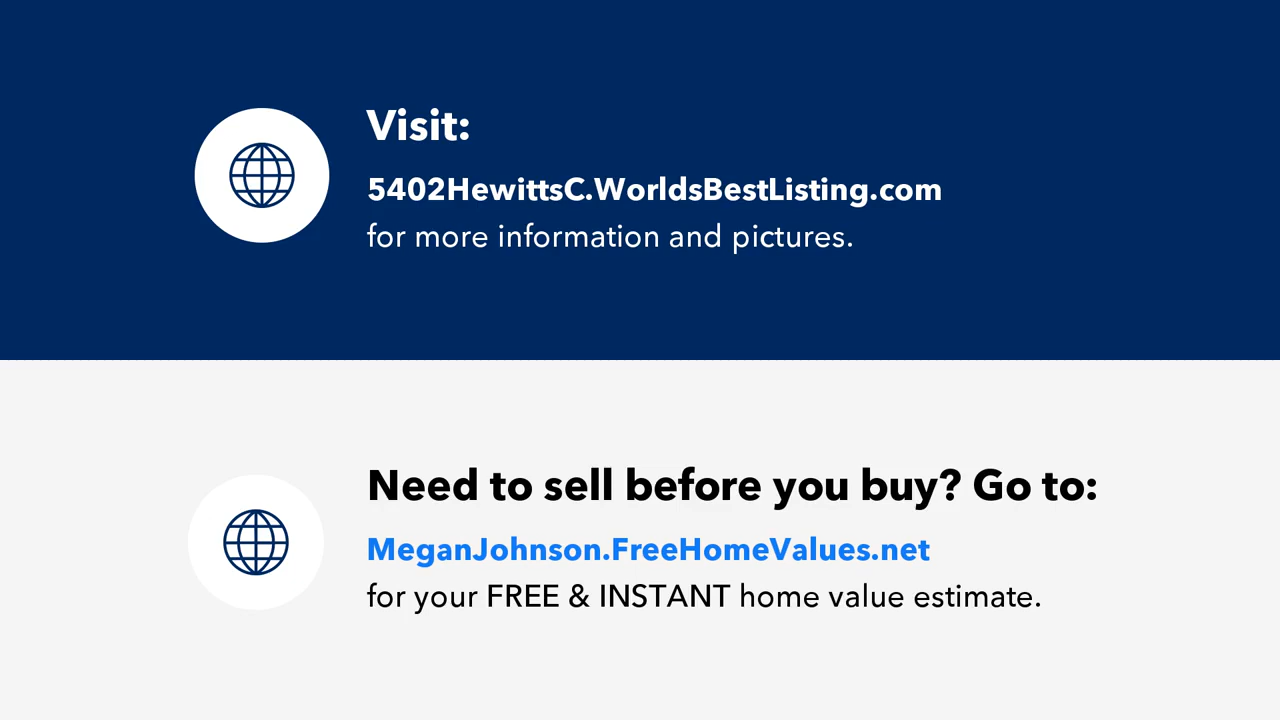 Visit:
5402HewittsC.WorldsBestListing.com
for more information and pictures.
Need to sell before you buy? Go to:
MeganJohnson.FreeHomeValues.net
for your FREE & INSTANT home value estimate.